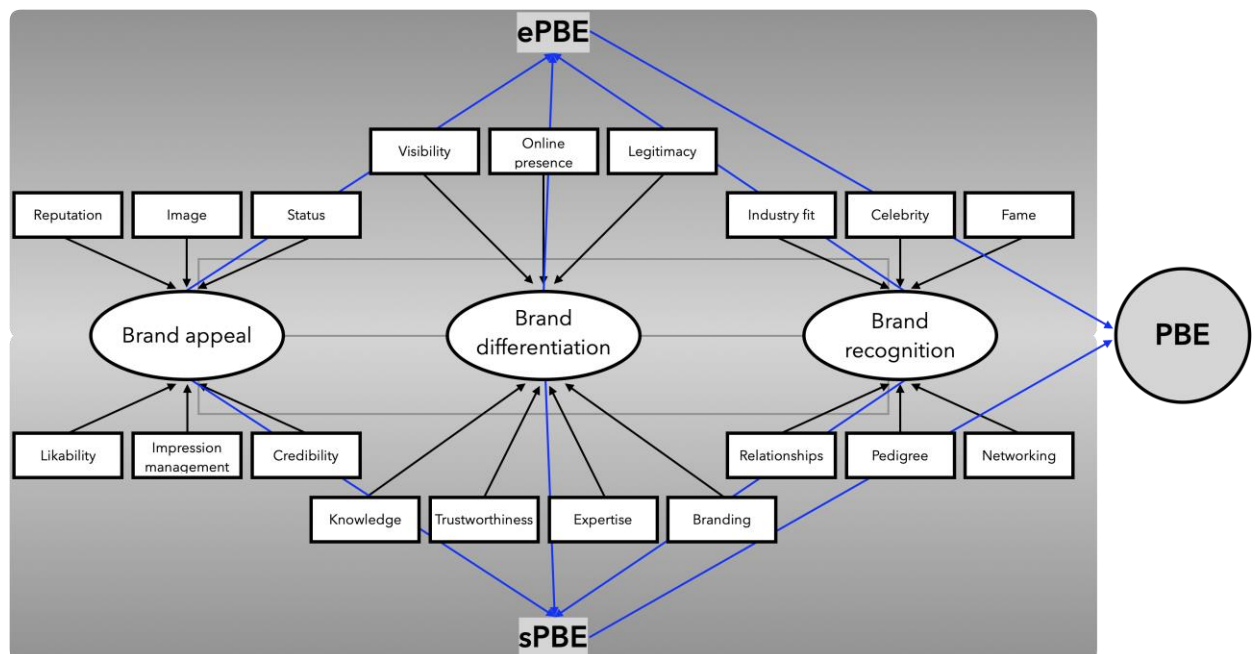 ePBE
Visibility
Online
presence
Legitimacy
Reputation
Image
Status
Industry fit
Celebrity
Fame
Brand appeal
Brand
differentiation
Brand
recognition
PBE
Likability
Impression
management
Credibility
Relationships
Pedigree
Networking
Knowledge
Trustworthiness
Expertise
Branding
sPBE